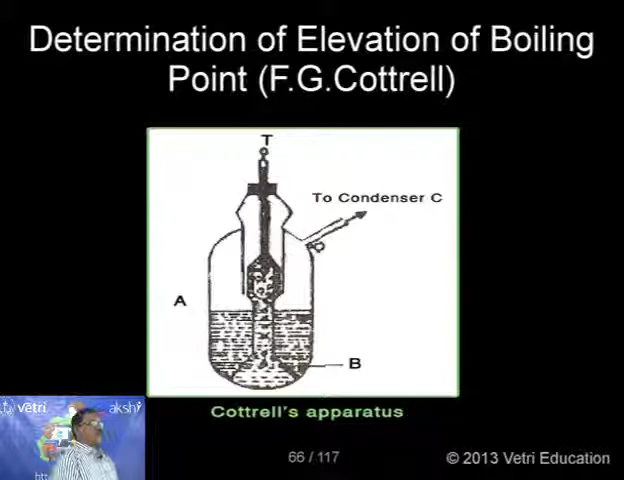 Determination of Elevation of Boiling
Point (F.G.Cottrell)
T
To Condenser C
A
B
Cottrell's apparatus
vetri
akshi
66 / 117
© 2013 Vetri Education